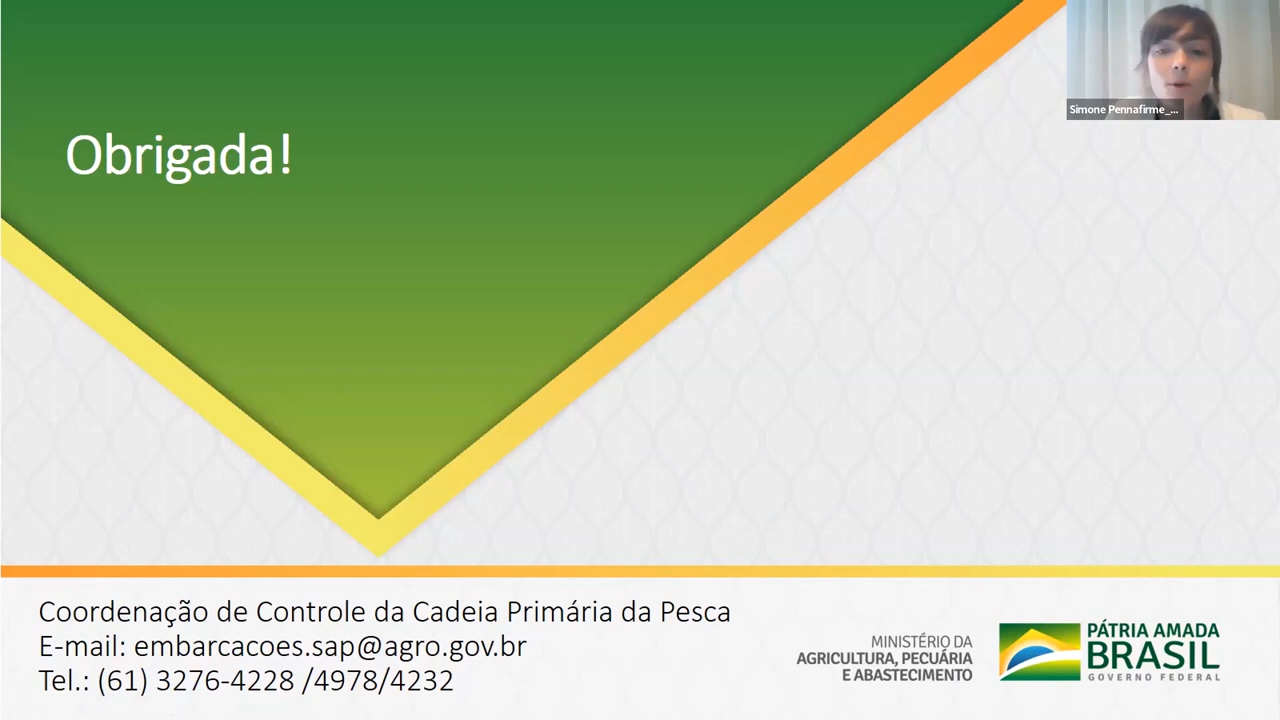 Simone Pennafirme_...
Obrigada!
Coordenação de Controle da Cadeia Primária da Pesca
E-mail: embarcacoes.sap@agro.gov.br
Tel.: (61) 3276-4228 /4978/4232
MINISTÉRIO DA
AGRICULTURA, PECUÁRIA
E ABASTECIMENTO
PÁTRIA AMADA
BRASIL
GOVERNO FEDERAL